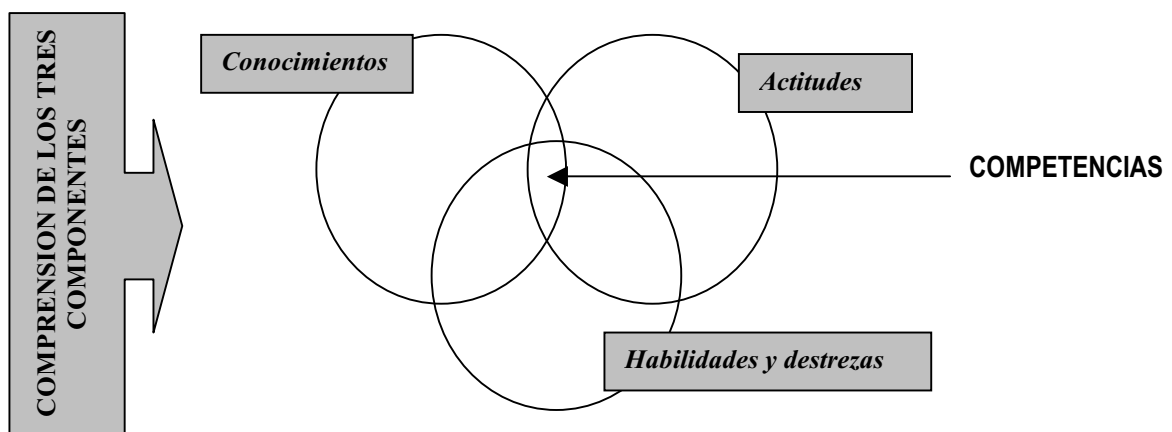 COMPRENSION DE LOS TRES
COMPONENTES
Conocimientos
Actitudes
COMPETENCIAS
Habilidades y destrezas